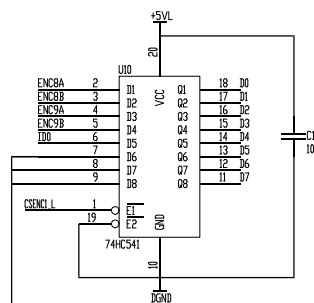 +5VL
U10
20
VCC
ENC8A 2 D1 Q1 18 D0
ENC8B 3 D2 Q2 17 D1
ENC9A 4 D3 Q3 16 D2
ENC9B 5 D4 Q4 15 D3
ID0 6 D5 Q5 14 D4
7 D6 Q6 13 D5
8 D7 Q7 12 D6
9 D8 Q8 11 D7
C1
10
CSENC1_L 1 E1
19 E2
GND
74HC541
10
DGND